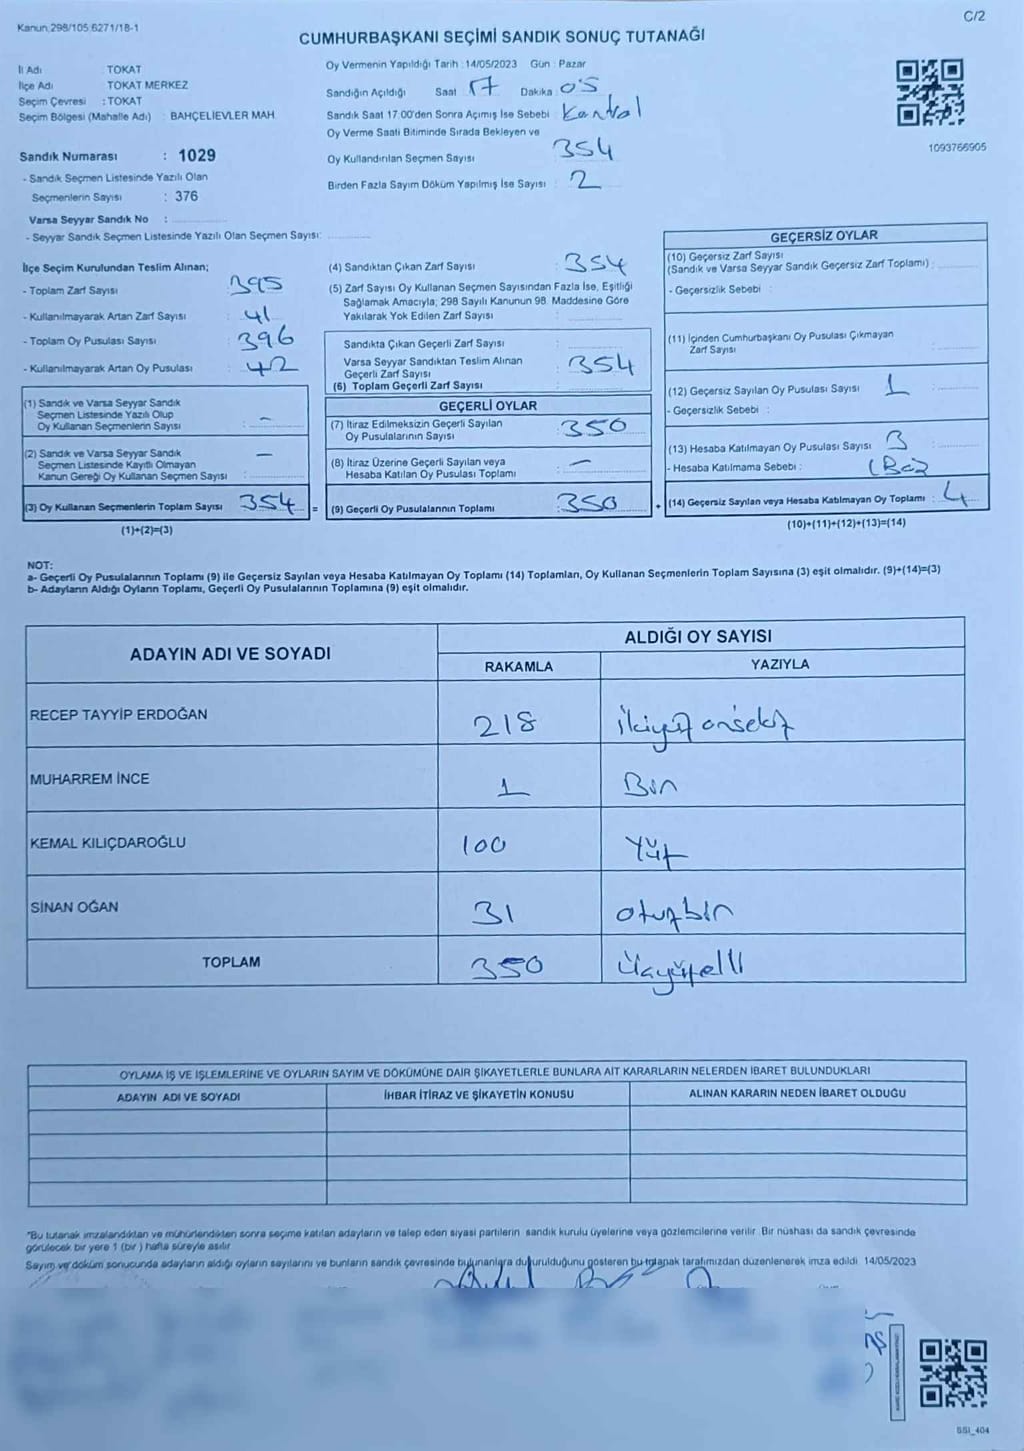 Kanun 298/105 6271/18-1
C/2
CUMHURBAŞKANI SEÇİMİ SANDIK SONUÇ TUTANAĞI
İl Adı : TOKAT
İlçe Adı : TOKAT MERKEZ
Seçim Çevresi : TOKAT
Seçim Bölgesi (Mahalle Adı) : BAHÇELİEVLER MAH.
Sandık Numarası : 1029
- Sandık Seçmen Listesinde Yazılı Olan
Seçmenlerin Sayısı : 376
Varsa Seyyar Sandık No :
- Seyyar Sandık Seçmen Listesinde Yazılı Olan Seçmen Sayısı:
Oy Vermenin Yapıldığı Tarih : 14/05/2023 Gün : Pazar
Sandığın Açıldığı Saat 17 Dakika : 05
Sandık Saat 17.00'den Sonra Açımış İse Sebebi : Kontrol
Oy Verme Saati Bitiminde Sırada Bekleyen ve
Oy Kullandırılan Seçmen Sayısı : 354
Birden Fazla Sayım Döküm Yapılmış İse Sayısı : 2
1093766905
İlçe Seçim Kurulundan Teslim Alınan;
- Toplam Zarf Sayısı : 395
- Kullanılmayarak Artan Zarf Sayısı : 41
- Toplam Oy Pusulası Sayısı : 396
- Kullanılmayarak Artan Oy Pusulası : 42
(1) Sandık ve Varsa Seyyar Sandık
Seçmen Listesinde Yazılı Olup
Oy Kullanan Seçmenlerin Sayısı : -
(2) Sandık ve Varsa Seyyar Sandık
Seçmen Listesinde Kayıtlı Olmayan
Kanun Gereği Oy Kullanan Seçmen Sayısı : -
(3) Oy Kullanan Seçmenlerin Toplam Sayısı : 354 =
(1)+(2)=(3)
(4) Sandıktan Çıkan Zarf Sayısı : 354
(5) Zarf Sayısı Oy Kullanan Seçmen Sayısından Fazla İse, Eşitliği
Sağlamak Amacıyla; 298 Sayılı Kanunun 98. Maddesine Göre
Yakılarak Yok Edilen Zarf Sayısı :
Sandıkta Çıkan Geçerli Zarf Sayısı :
Varsa Seyyar Sandıktan Teslim Alınan
Geçerli Zarf Sayısı : 354
(6) Toplam Geçerli Zarf Sayısı :
GEÇERLİ OYLAR
(7) İtiraz Edilmeksizin Geçerli Sayılan
Oy Pusulalarının Sayısı : 350
(8) İtiraz Üzerine Geçerli Sayılan veya
Hesaba Katılan Oy Pusulası Toplamı : -
(9) Geçerli Oy Pusulalarının Toplamı : 350 +
GEÇERSİZ OYLAR
(10) Geçersiz Zarf Sayısı
(Sandık ve Varsa Seyyar Sandık Geçersiz Zarf Toplamı) :
- Geçersizlik Sebebi :
(11) İçinden Cumhurbaşkanı Oy Pusulası Çıkmayan
Zarf Sayısı :
(12) Geçersiz Sayılan Oy Pusulası Sayısı : 1
- Geçersizlik Sebebi :
(13) Hesaba Katılmayan Oy Pusulası Sayısı : 3
- Hesaba Katılmama Sebebi :
(14) Geçersiz Sayılan veya Hesaba Katılmayan Oy Toplamı : 4
(10)+(11)+(12)+(13)=(14)
NOT:
a- Geçerli Oy Pusulalarının Toplamı (9) ile Geçersiz Sayılan veya Hesaba Katılmayan Oy Toplamı (14) Toplamları, Oy Kullanan Seçmenlerin Toplam Sayısına (3) eşit olmalıdır. (9)+(14)=(3)
b- Adayların Aldığı Oyların Toplamı, Geçerli Oy Pusulalarının Toplamına (9) eşit olmalıdır.
ADAYIN ADI VE SOYADI
ALDIĞI OY SAYISI
RAKAMLA YAZIYLA
RECEP TAYYİP ERDOĞAN 218 ikiyüzonsekiz
MUHARREM İNCE 1 Bir
KEMAL KILIÇDAROĞLU 100 Yüz
SİNAN OĞAN 31 otuzbir
TOPLAM 350 Üçyüzelli
OYLAMA İŞ VE İŞLEMLERİNE VE OYLARIN SAYIM VE DÖKÜMÜNE DAİR ŞİKAYETLERLE BUNLARA AİT KARARLARIN NELERDEN İBARET BULUNDUKLARI
ADAYIN ADI VE SOYADI İHBAR İTİRAZ VE ŞİKAYETİN KONUSU ALINAN KARARIN NEDEN İBARET OLDUĞU
"Bu tutanak imzalandıktan ve mühürlendikten sonra seçime katılan adayların ve talep eden siyasi partilerin sandık kurulu üyelerine veya gözlemcilerine verilir. Bir nüshası da sandık çevresinde
görülecek bir yere 1 (bir ) hafta süreyle asılır.
Sayım ve döküm sonucunda adayların aldığı oyların sayılarını ve bunların sandık çevresinde bulunanlara duyurulduğunu gösteren bu tutanak tarafımızdan düzenlenerek imza edildi. 14/05/2023
SSI_404